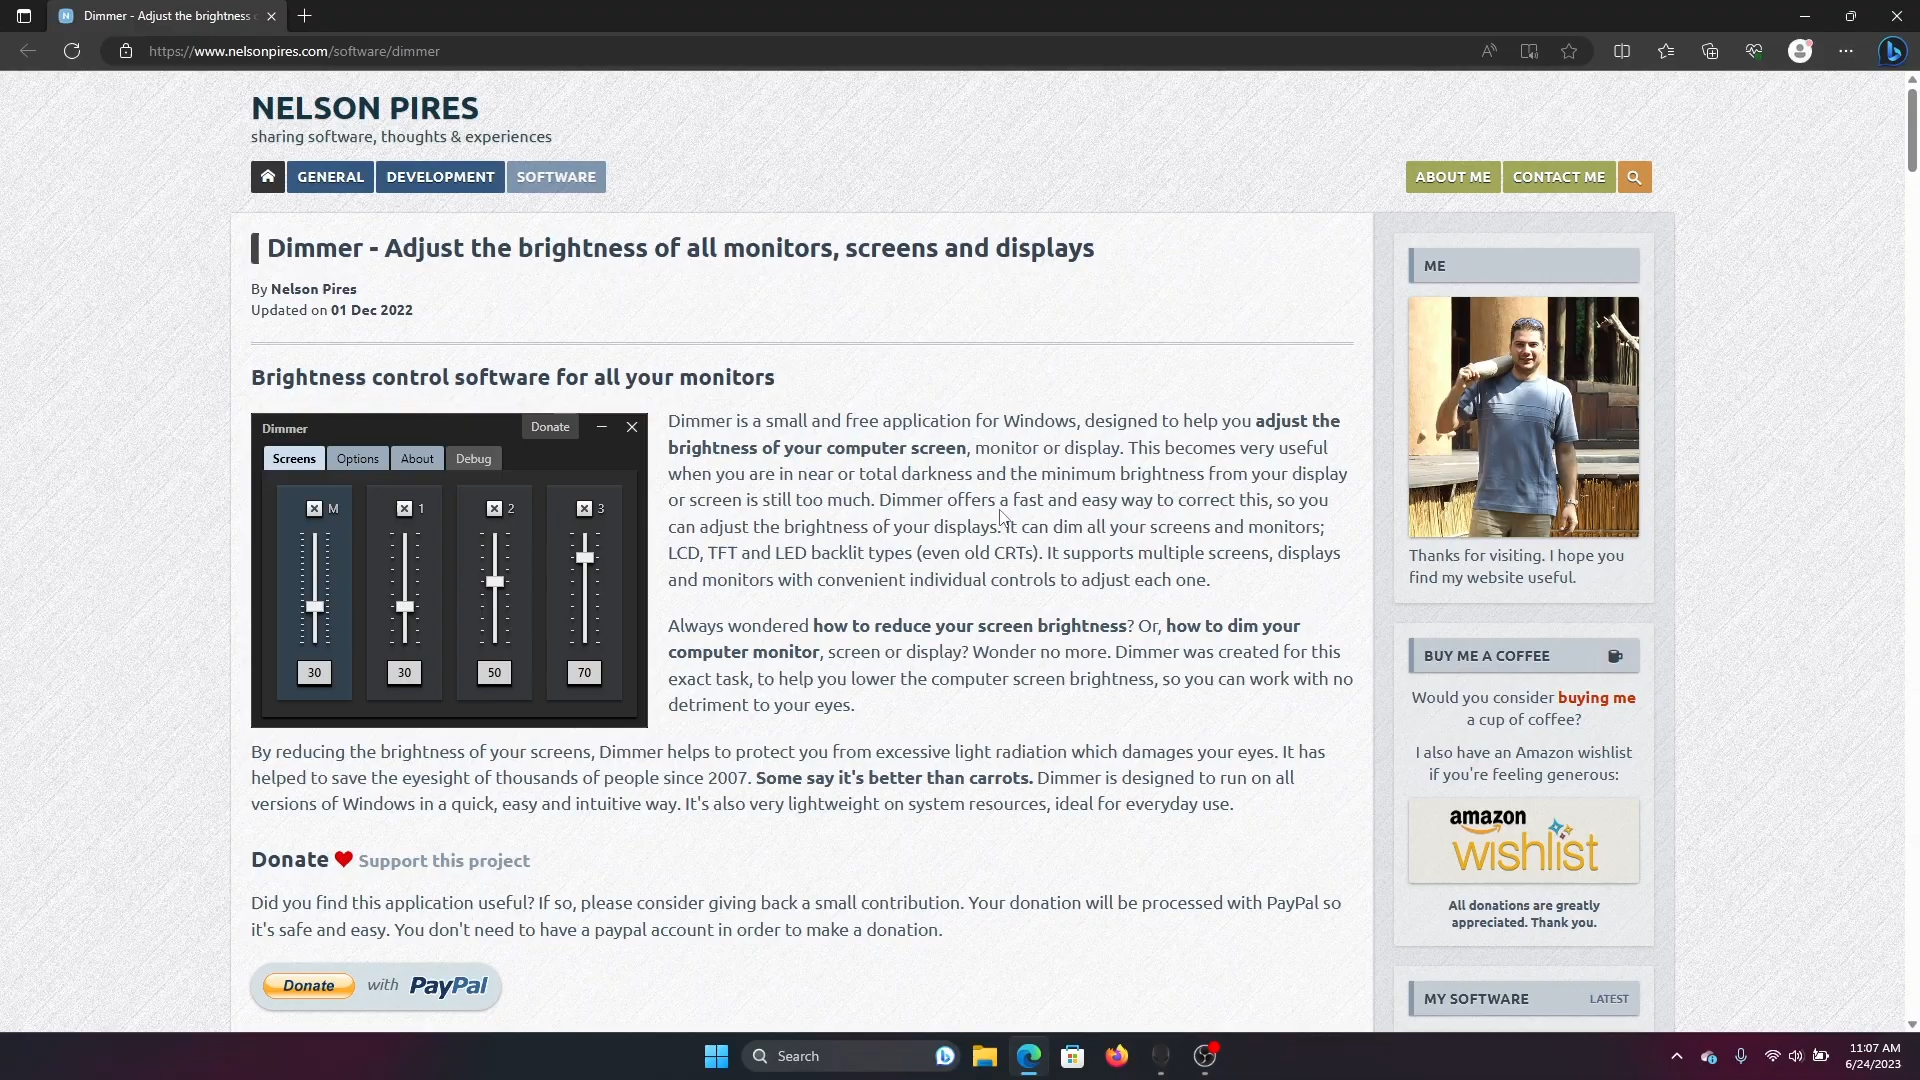 Dimmer - Adjust the brightness
https://www.nelsonpires.com/software/dimmer
NELSON PIRES
sharing software, thoughts & experiences
GENERAL DEVELOPMENT SOFTWARE ABOUT ME CONTACT ME
Dimmer - Adjust the brightness of all monitors, screens and displays
By Nelson Pires
Updated on 01 Dec 2022
Brightness control software for all your monitors
Dimmer Donate
Screens Options About Debug
M 1 2 3
30 30 50 70
Dimmer is a small and free application for Windows, designed to help you adjust the
brightness of your computer screen, monitor or display. This becomes very useful
when you are in near or total darkness and the minimum brightness from your display
or screen is still too much. Dimmer offers a fast and easy way to correct this, so you
can adjust the brightness of your displays. It can dim all your screens and monitors;
LCD, TFT and LED backlit types (even old CRTs). It supports multiple screens, displays
and monitors with convenient individual controls to adjust each one.
Always wondered how to reduce your screen brightness? Or, how to dim your
computer monitor, screen or display? Wonder no more. Dimmer was created for this
exact task, to help you lower the computer screen brightness, so you can work with no
detriment to your eyes.
By reducing the brightness of your screens, Dimmer helps to protect you from excessive light radiation which damages your eyes. It has
helped to save the eyesight of thousands of people since 2007. Some say it's better than carrots. Dimmer is designed to run on all
versions of Windows in a quick, easy and intuitive way. It's also very lightweight on system resources, ideal for everyday use.
Donate Support this project
Did you find this application useful? If so, please consider giving back a small contribution. Your donation will be processed with PayPal so
it's safe and easy. You don't need to have a paypal account in order to make a donation.
Donate with PayPal
ME
Thanks for visiting. I hope you
find my website useful.
BUY ME A COFFEE
Would you consider buying me
a cup of coffee?
I also have an Amazon wishlist
if you're feeling generous:
amazon
wishlist
All donations are greatly
appreciated. Thank you.
MY SOFTWARE LATEST
Search
11:07 AM
6/24/2023